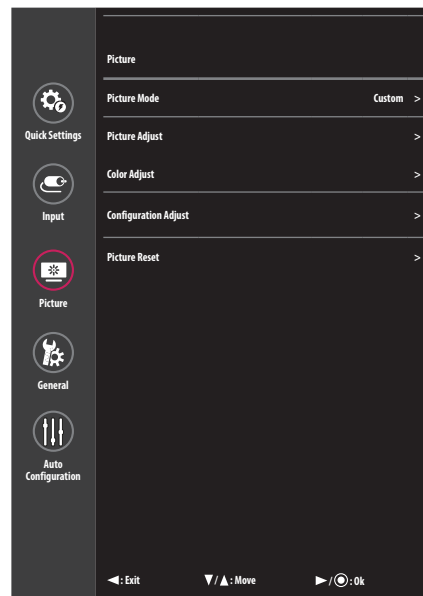 Picture
Picture Mode Custom >
Quick Settings
Picture Adjust >
Color Adjust >
Input
Configuration Adjust >
Picture Reset >
Picture
General
Auto
Configuration
◄: Exit ▼/▲: Move ►/◉: Ok